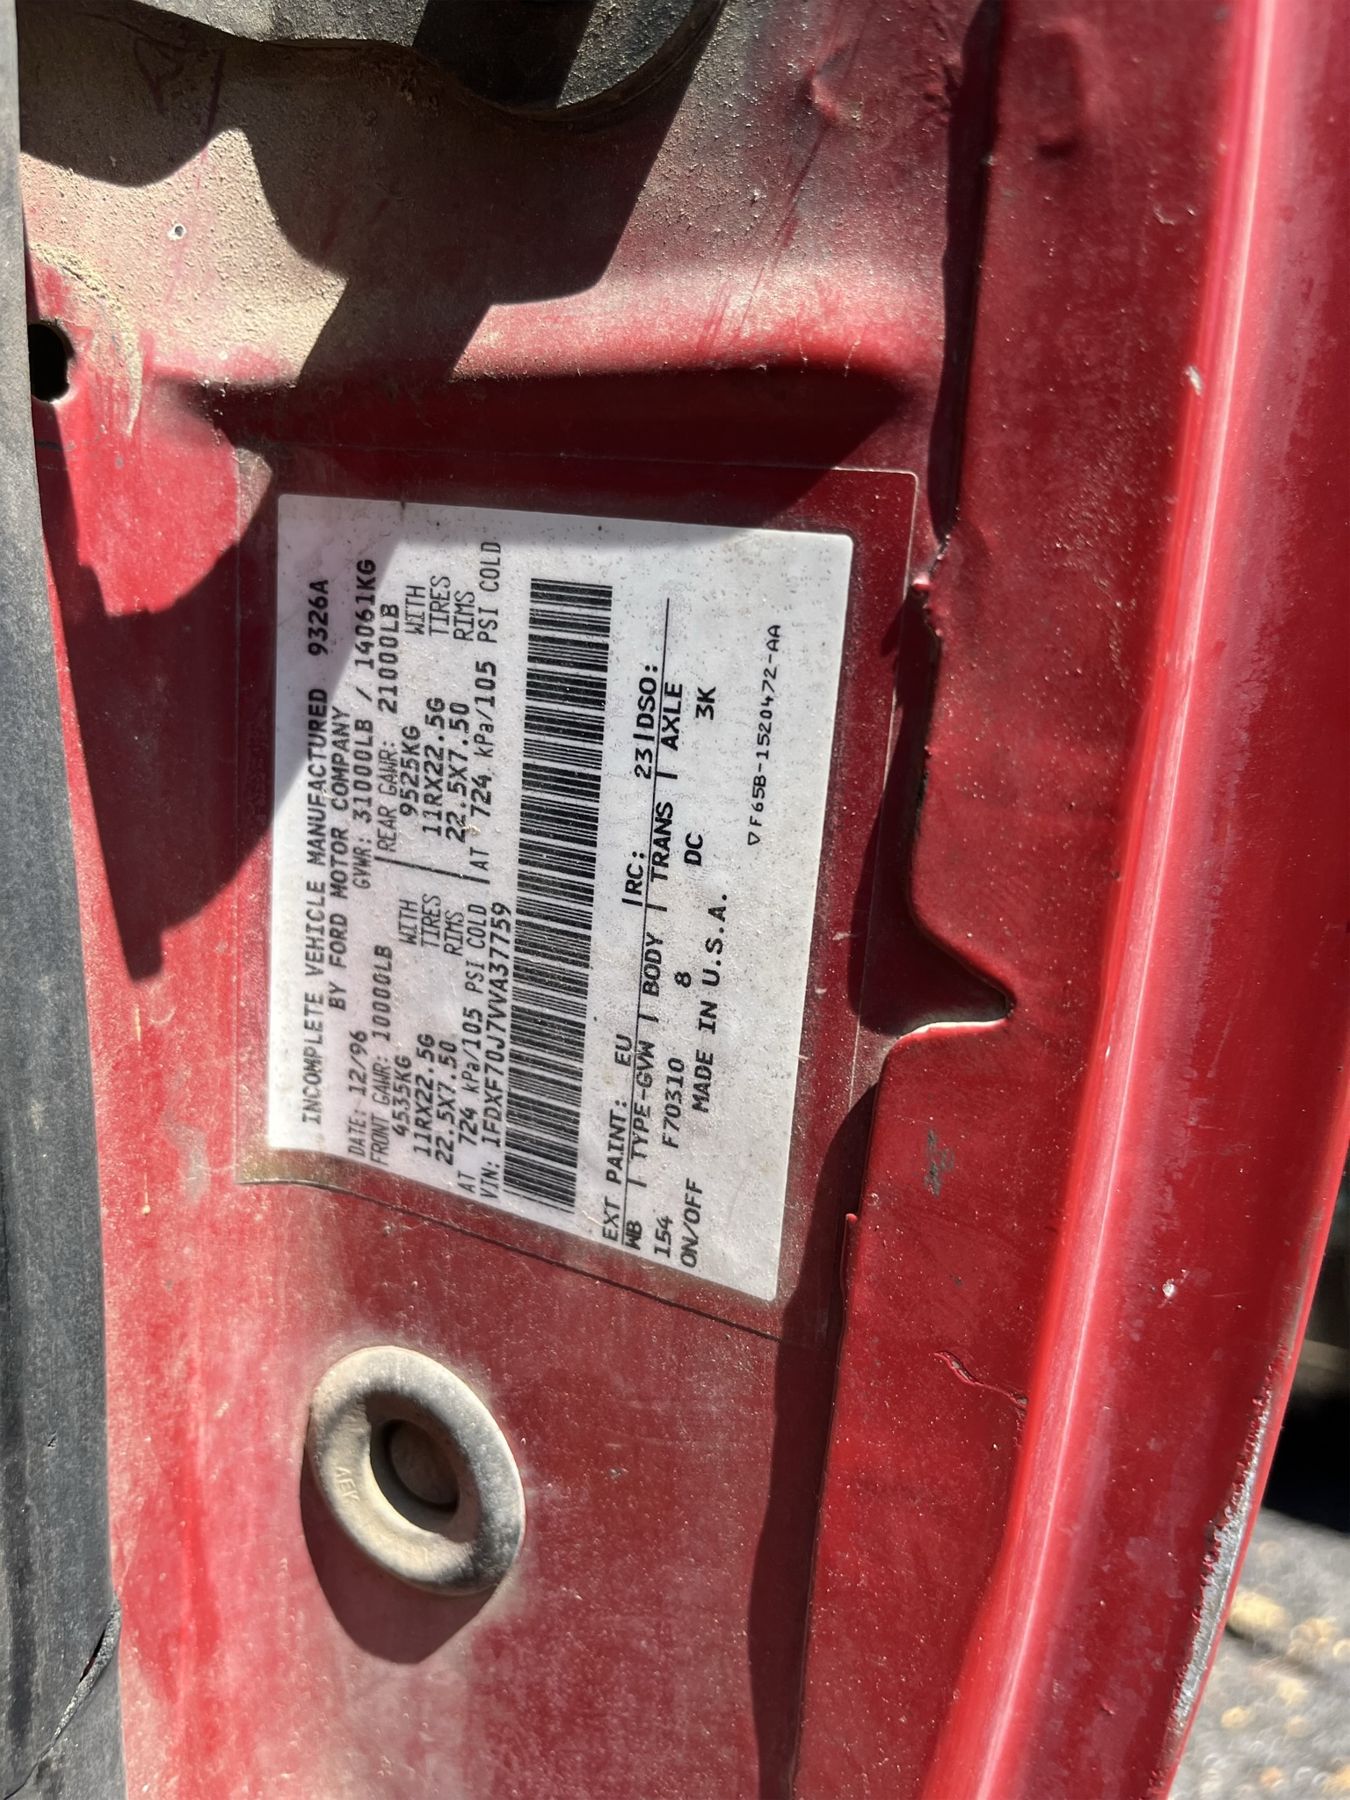 INCOMPLETE VEHICLE MANUFACTURED 9326A
BY FORD MOTOR COMPANY
DATE: 12/96 GVWR: 31000LB / 14061KG
FRONT GAWR: 10000LB REAR GAWR: 21000LB
4535KG WITH 9525KG WITH
11RX22.5G TIRES 11RX22.5G TIRES
22.5X7.50 RIMS 22.5X7.50 RIMS
AT 724 kPa/105 PSI COLD AT 724 kPa/105 PSI COLD
VIN: 1FDXF70J7VVA37759
EXT PAINT: EU RC: 23 DSO:
WB TYPE-GVW BODY TRANS AXLE
154 F70310 8 DC 3K
ON/OFF MADE IN U.S.A.
▽F65B-1520472-AA